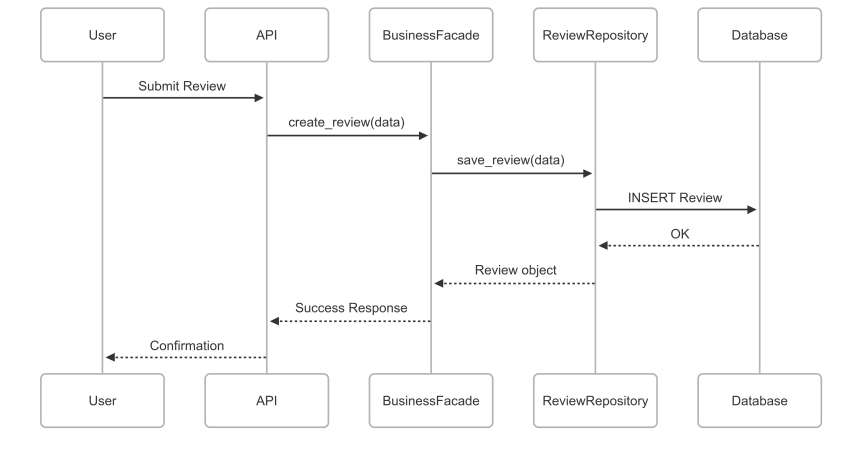 User
API
BusinessFacade
ReviewRepository
Database
Submit Review
create_review(data)
save_review(data)
INSERT Review
OK
Review object
Success Response
Confirmation
User
API
BusinessFacade
ReviewRepository
Database